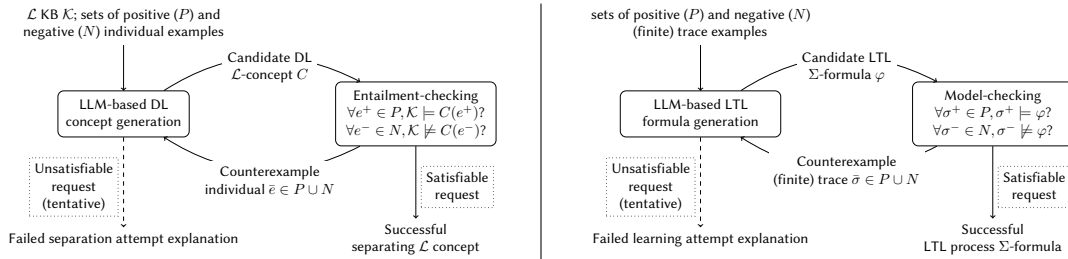 ℒ KB 𝒦; sets of positive (P) and
negative (N) individual examples
Candidate DL
ℒ-concept C
LLM-based DL
concept generation
Entailment-checking
∀e⁺ ∈ P, 𝒦 ⊨ C(e⁺)?
∀e⁻ ∈ N, 𝒦 ⊭ C(e⁻)?
Counterexample
individual ē ∈ P ∪ N
Unsatisfiable
request
(tentative)
Satisfiable
request
Failed separation attempt explanation
Successful
separating ℒ concept
sets of positive (P) and negative (N)
(finite) trace examples
Candidate LTL
Σ-formula φ
LLM-based LTL
formula generation
Model-checking
∀σ⁺ ∈ P, σ⁺ ⊨ φ?
∀σ⁻ ∈ N, σ⁻ ⊭ φ?
Counterexample
(finite) trace σ̄ ∈ P ∪ N
Unsatisfiable
request
(tentative)
Satisfiable
request
Failed learning attempt explanation
Successful
LTL process Σ-formula